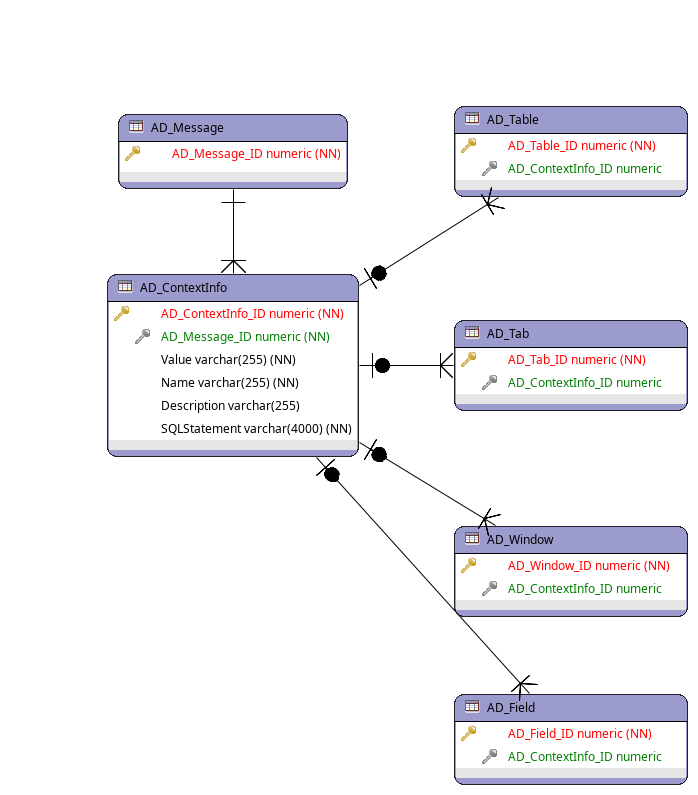 AD_Message
AD_Message_ID numeric (NN)
AD_Table
AD_Table_ID numeric (NN)
AD_ContextInfo_ID numeric
AD_ContextInfo
AD_ContextInfo_ID numeric (NN)
AD_Message_ID numeric (NN)
Value varchar(255) (NN)
Name varchar(255) (NN)
Description varchar(255)
SQLStatement varchar(4000) (NN)
AD_Tab
AD_Tab_ID numeric (NN)
AD_ContextInfo_ID numeric
AD_Window
AD_Window_ID numeric (NN)
AD_ContextInfo_ID numeric
AD_Field
AD_Field_ID numeric (NN)
AD_ContextInfo_ID numeric